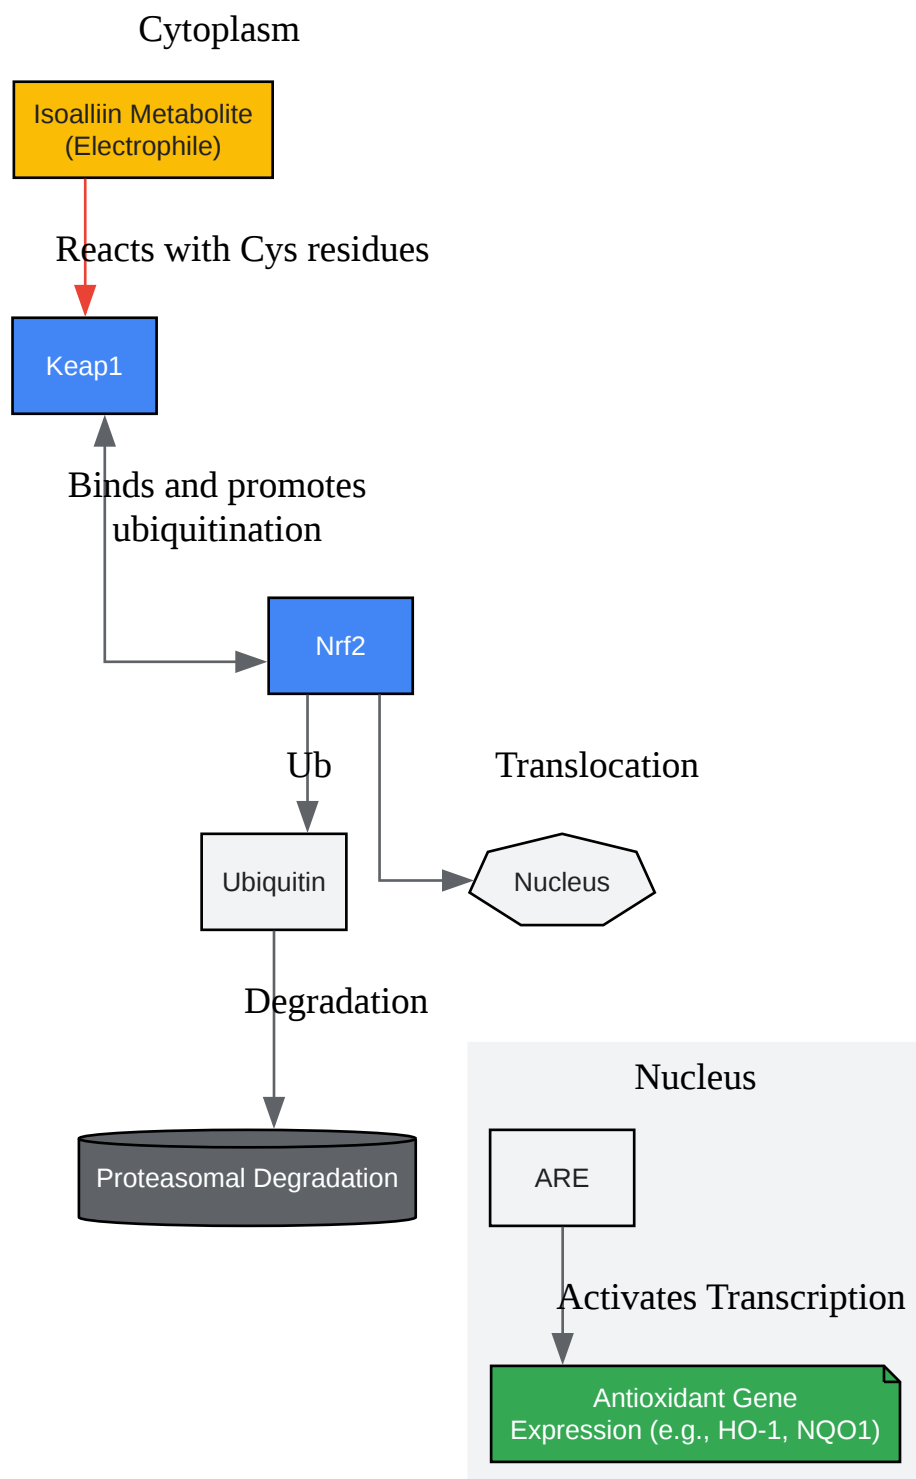 Cytoplasm
Isoalliin Metabolite
(Electrophile)
Reacts with Cys residues
Keap1
Binds and promotes
ubiquitination
Nrf2
Ub
Translocation
Ubiquitin
Nucleus
Degradation
Nucleus
Proteasomal Degradation
ARE
Activates Transcription
Antioxidant Gene
Expression (e.g., HO-1, NQO1)